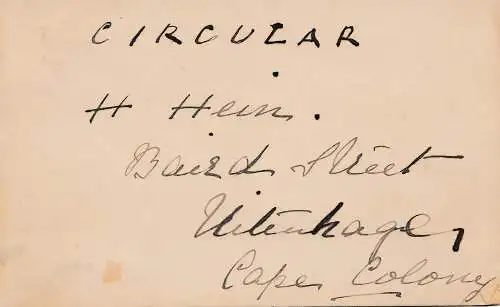 CIRCULAR
H Hein.
Baird Street
Uitenhage,
Cape Colony